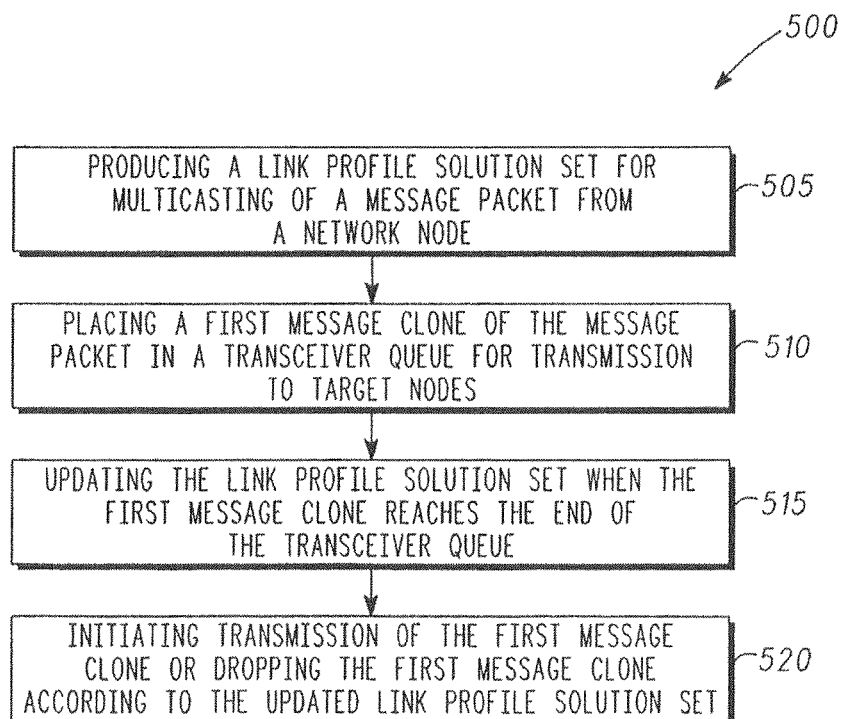 500
PRODUCING A LINK PROFILE SOLUTION SET FOR
MULTICASTING OF A MESSAGE PACKET FROM
A NETWORK NODE
505
PLACING A FIRST MESSAGE CLONE OF THE MESSAGE
PACKET IN A TRANSCEIVER QUEUE FOR TRANSMISSION
TO TARGET NODES
510
UPDATING THE LINK PROFILE SOLUTION SET WHEN THE
FIRST MESSAGE CLONE REACHES THE END OF
THE TRANSCEIVER QUEUE
515
INITIATING TRANSMISSION OF THE FIRST MESSAGE
CLONE OR DROPPING THE FIRST MESSAGE CLONE
ACCORDING TO THE UPDATED LINK PROFILE SOLUTION SET
520